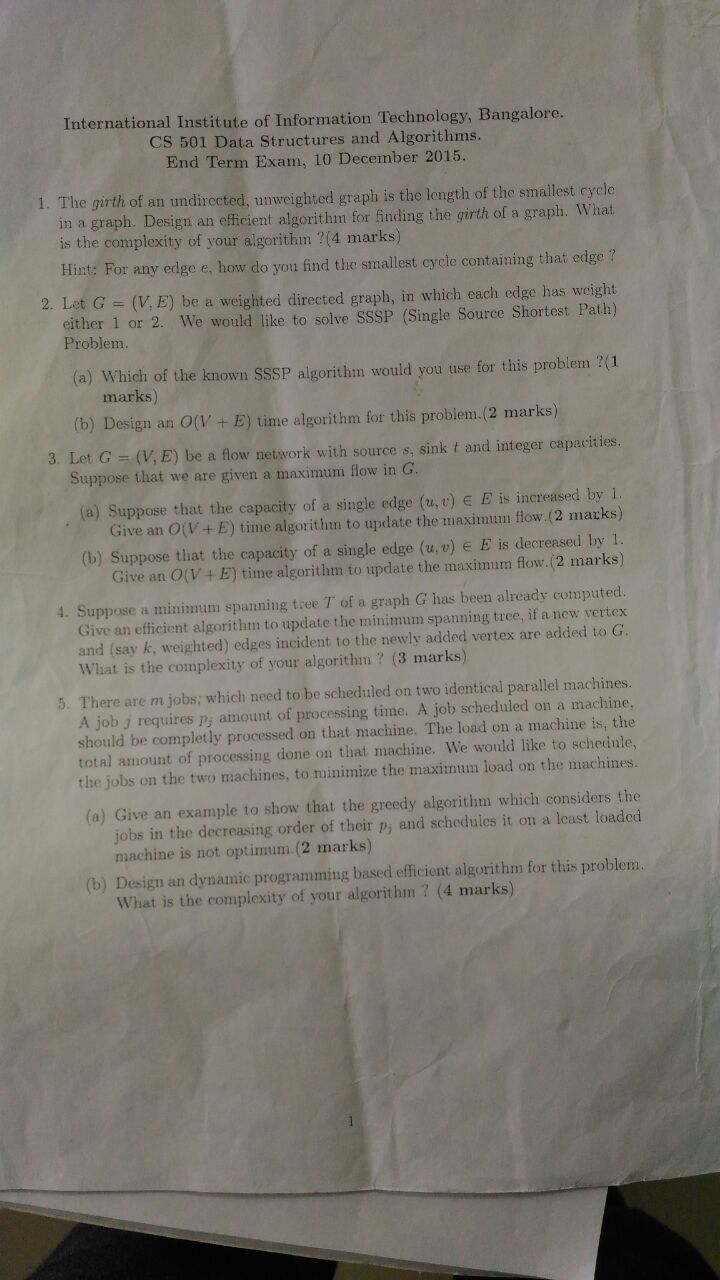 International Institute of Information Technology, Bangalore.
CS 501 Data Structures and Algorithms.
End Term Exam, 10 December 2015.
1. The girth of an undirected, unweighted graph is the length of the smallest cycle
in a graph. Design an efficient algorithm for finding the girth of a graph. What
is the complexity of your algorithm ?(4 marks)
Hint: For any edge e, how do you find the smallest cycle containing that edge ?
2. Let G = (V, E) be a weighted directed graph, in which each edge has weight
either 1 or 2. We would like to solve SSSP (Single Source Shortest Path)
Problem.
(a) Which of the known SSSP algorithm would you use for this problem ?(1
marks)
(b) Design an O(V + E) time algorithm for this problem.(2 marks)
3. Let G = (V, E) be a flow network with source s, sink t and integer capacities.
Suppose that we are given a maximum flow in G.
(a) Suppose that the capacity of a single edge (u, v) ∈ E is increased by 1.
Give an O(V + E) time algorithm to update the maximum flow.(2 marks)
(b) Suppose that the capacity of a single edge (u, v) ∈ E is decreased by 1.
Give an O(V + E) time algorithm to update the maximum flow.(2 marks)
4. Suppose a minimum spanning tree T of a graph G has been already computed.
Give an efficient algorithm to update the minimum spanning tree, if a new vertex
and (say k, weighted) edges incident to the newly added vertex are added to G.
What is the complexity of your algorithm ? (3 marks)
5. There are m jobs; which need to be scheduled on two identical parallel machines.
A job j requires pj amount of processing time. A job scheduled on a machine,
should be completly processed on that machine. The load on a machine is, the
total amount of processing done on that machine. We would like to schedule,
the jobs on the two machines, to minimize the maximum load on the machines.
(a) Give an example to show that the greedy algorithm which considers the
jobs in the decreasing order of their pj and schedules it on a least loaded
machine is not optimum.(2 marks)
(b) Design an dynamic programming based efficient algorithm for this problem.
What is the complexity of your algorithm ? (4 marks)
1